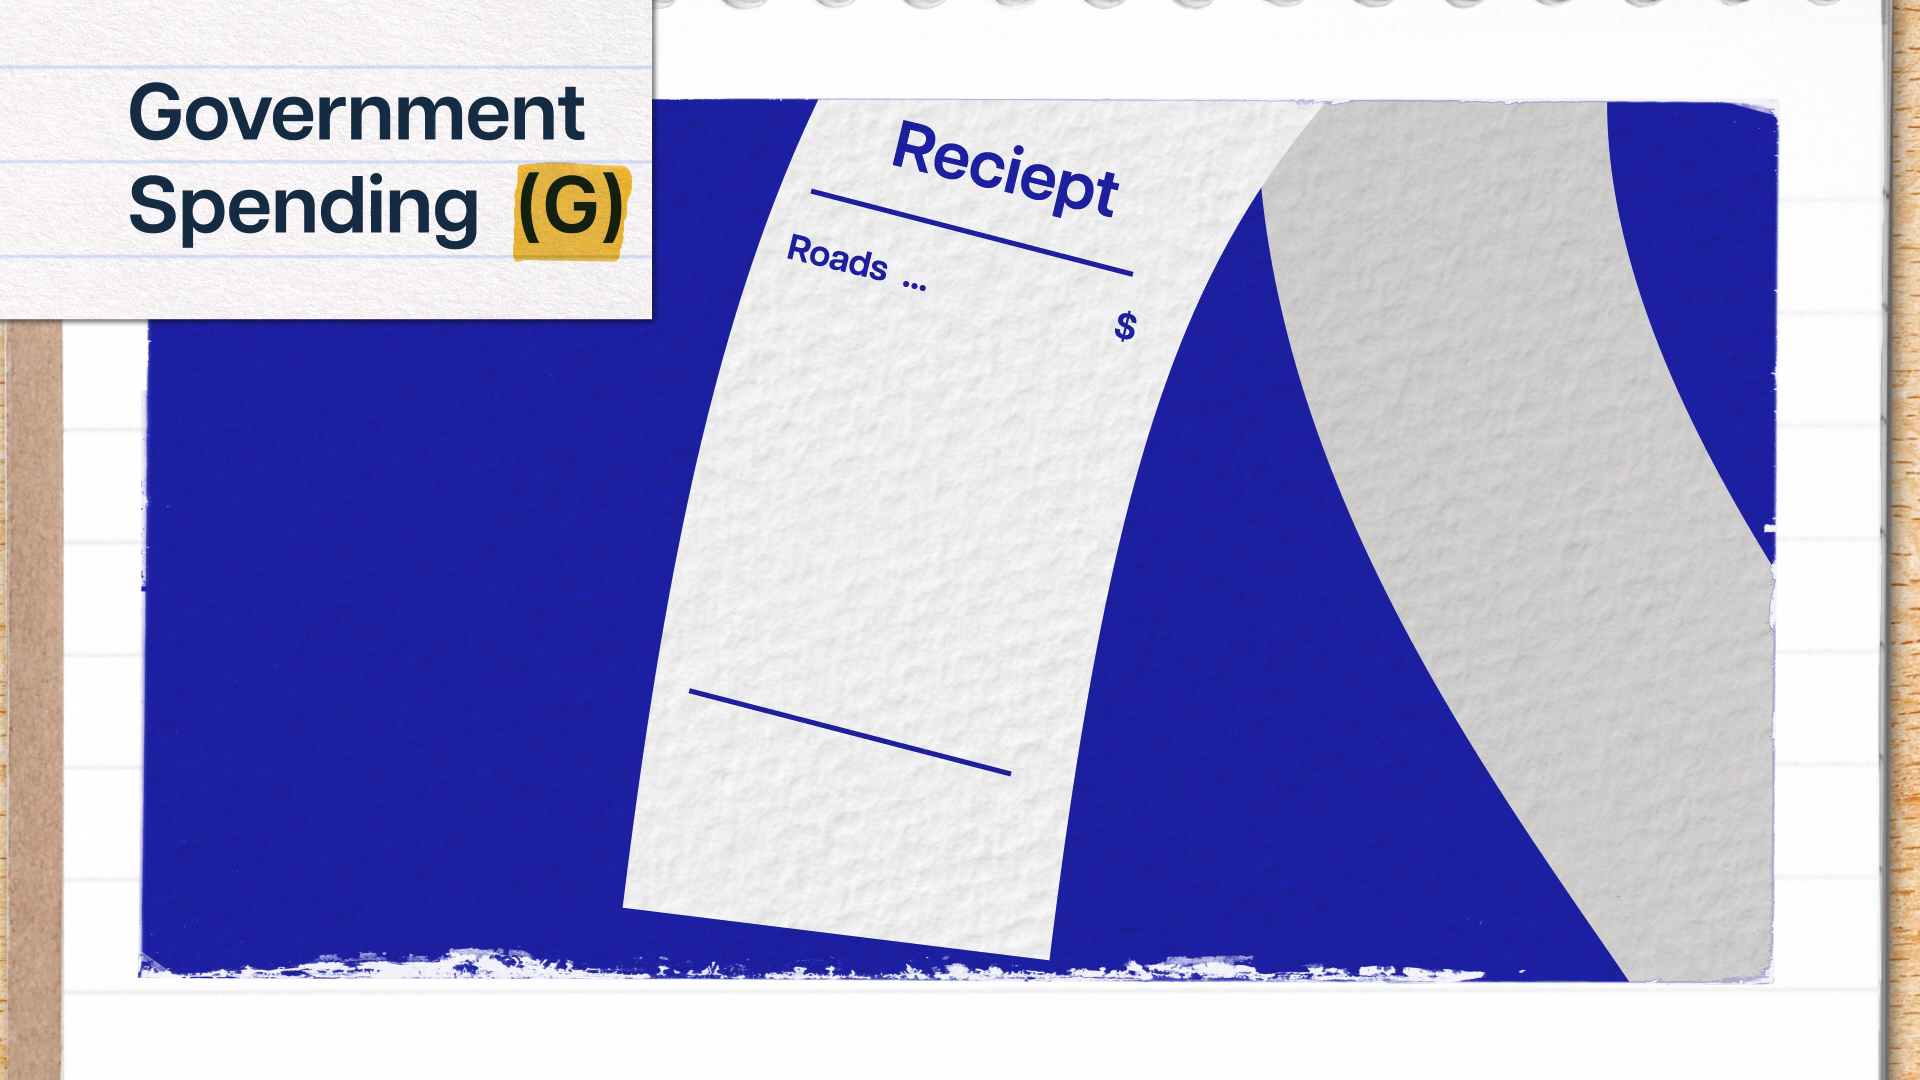 Government
Spending (G)
Reciept
Roads ...
$